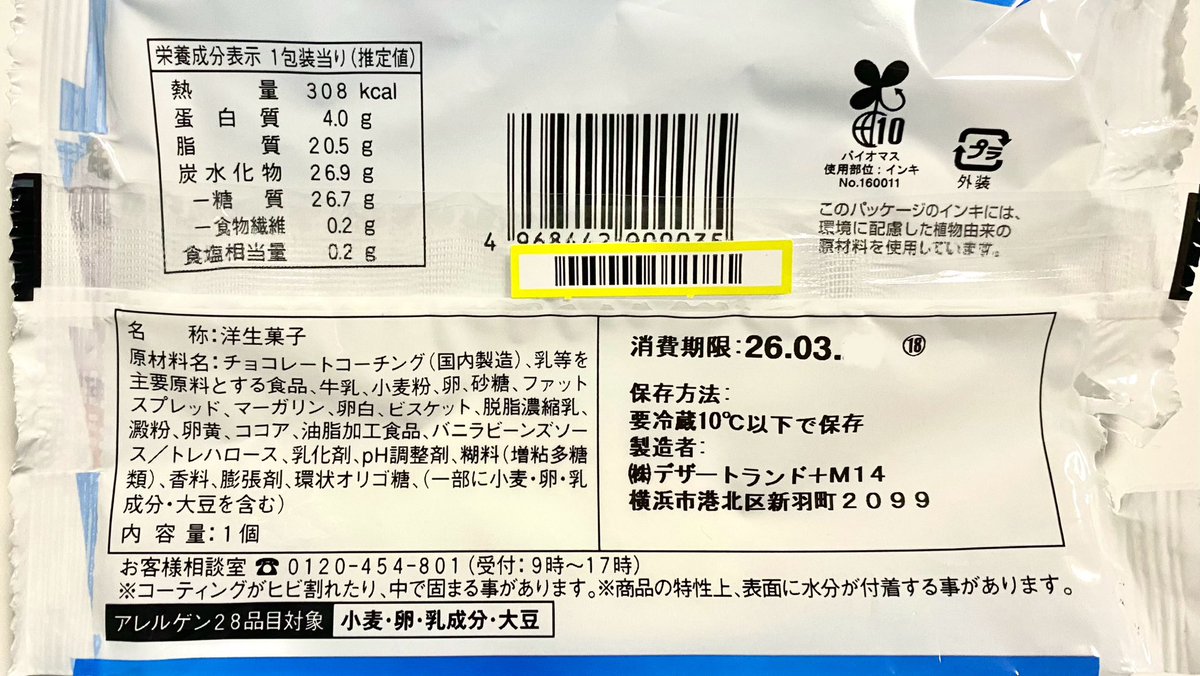 栄養成分表示 1包装当り(推定値)
熱量 308 kcal
蛋白質 4.0 g
脂質 20.5 g
炭水化物 26.9 g
－糖質 26.7 g
－食物繊維 0.2 g
食塩相当量 0.2 g
10
バイオマス
使用部位：インキ
No.160011
プラ
外装
このパッケージのインキには、
環境に配慮した植物由来の
原材料を使用しています。
名称：洋生菓子
原材料名：チョコレートコーチング(国内製造)、乳等を
主要原料とする食品、牛乳、小麦粉、卵、砂糖、ファット
スプレッド、マーガリン、卵白、ビスケット、脱脂濃縮乳、
澱粉、卵黄、ココア、油脂加工食品、バニラビーンズソー
ス／トレハロース、乳化剤、pH調整剤、糊料(増粘多糖
類)、香料、膨張剤、環状オリゴ糖、(一部に小麦・卵・乳
成分・大豆を含む)
内容量：1個
消費期限：26.03. ⑱
保存方法：
要冷蔵10℃以下で保存
製造者：
㈱デザートランド＋M14
横浜市港北区新羽町２０９９
お客様相談室 ☎ 0120-454-801(受付：9時〜17時)
※コーティングがヒビ割れたり、中で固まる事があります。※商品の特性上、表面に水分が付着する事があります。
アレルゲン28品目対象 小麦・卵・乳成分・大豆